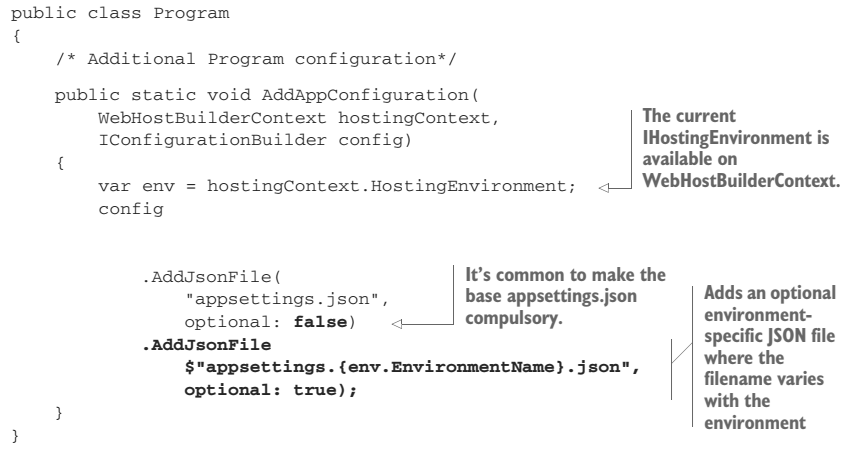 public class Program
{
/* Additional Program configuration*/
public static void AddAppConfiguration(
WebHostBuilderContext hostingContext,
IConfigurationBuilder config)
{
var env = hostingContext.HostingEnvironment;
config
The current
IHostingEnvironment is
available on
WebHostBuilderContext.
.AddJsonFile(
"appsettings.json",
optional: false)
It's common to make the
base appsettings.json
compulsory.
.AddJsonFile
$"appsettings.{env.EnvironmentName}.json",
optional: true);
Adds an optional
environment-
specific JSON file
where the
filename varies
with the
environment
}
}